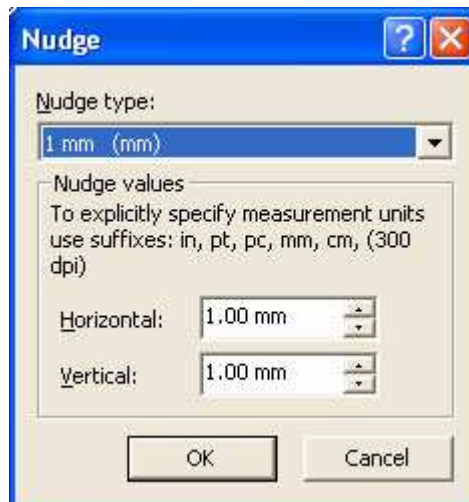 Nudge
Nudge type:
1 mm (mm)
Nudge values
To explicitly specify measurement units
use suffixes: in, pt, pc, mm, cm, (300
dpi)
Horizontal: 1.00 mm
Vertical: 1.00 mm
OK Cancel